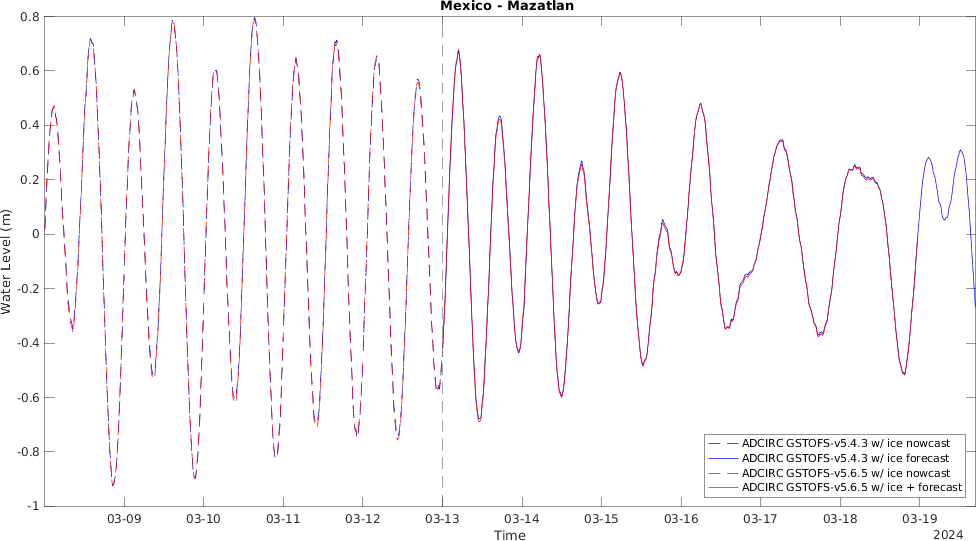 Mexico - Mazatlan
0.8
0.6
0.4
0.2
0
-0.2
-0.4
-0.6
-0.8
-1
Water Level (m)
ADCIRC GSTOFS-v5.4.3 w/ ice nowcast
ADCIRC GSTOFS-v5.4.3 w/ ice forecast
ADCIRC GSTOFS-v5.6.5 w/ ice nowcast
ADCIRC GSTOFS-v5.6.5 w/ ice + forecast
03-09 03-10 03-11 03-12 03-13 03-14 03-15 03-16 03-17 03-18 03-19
Time
2024